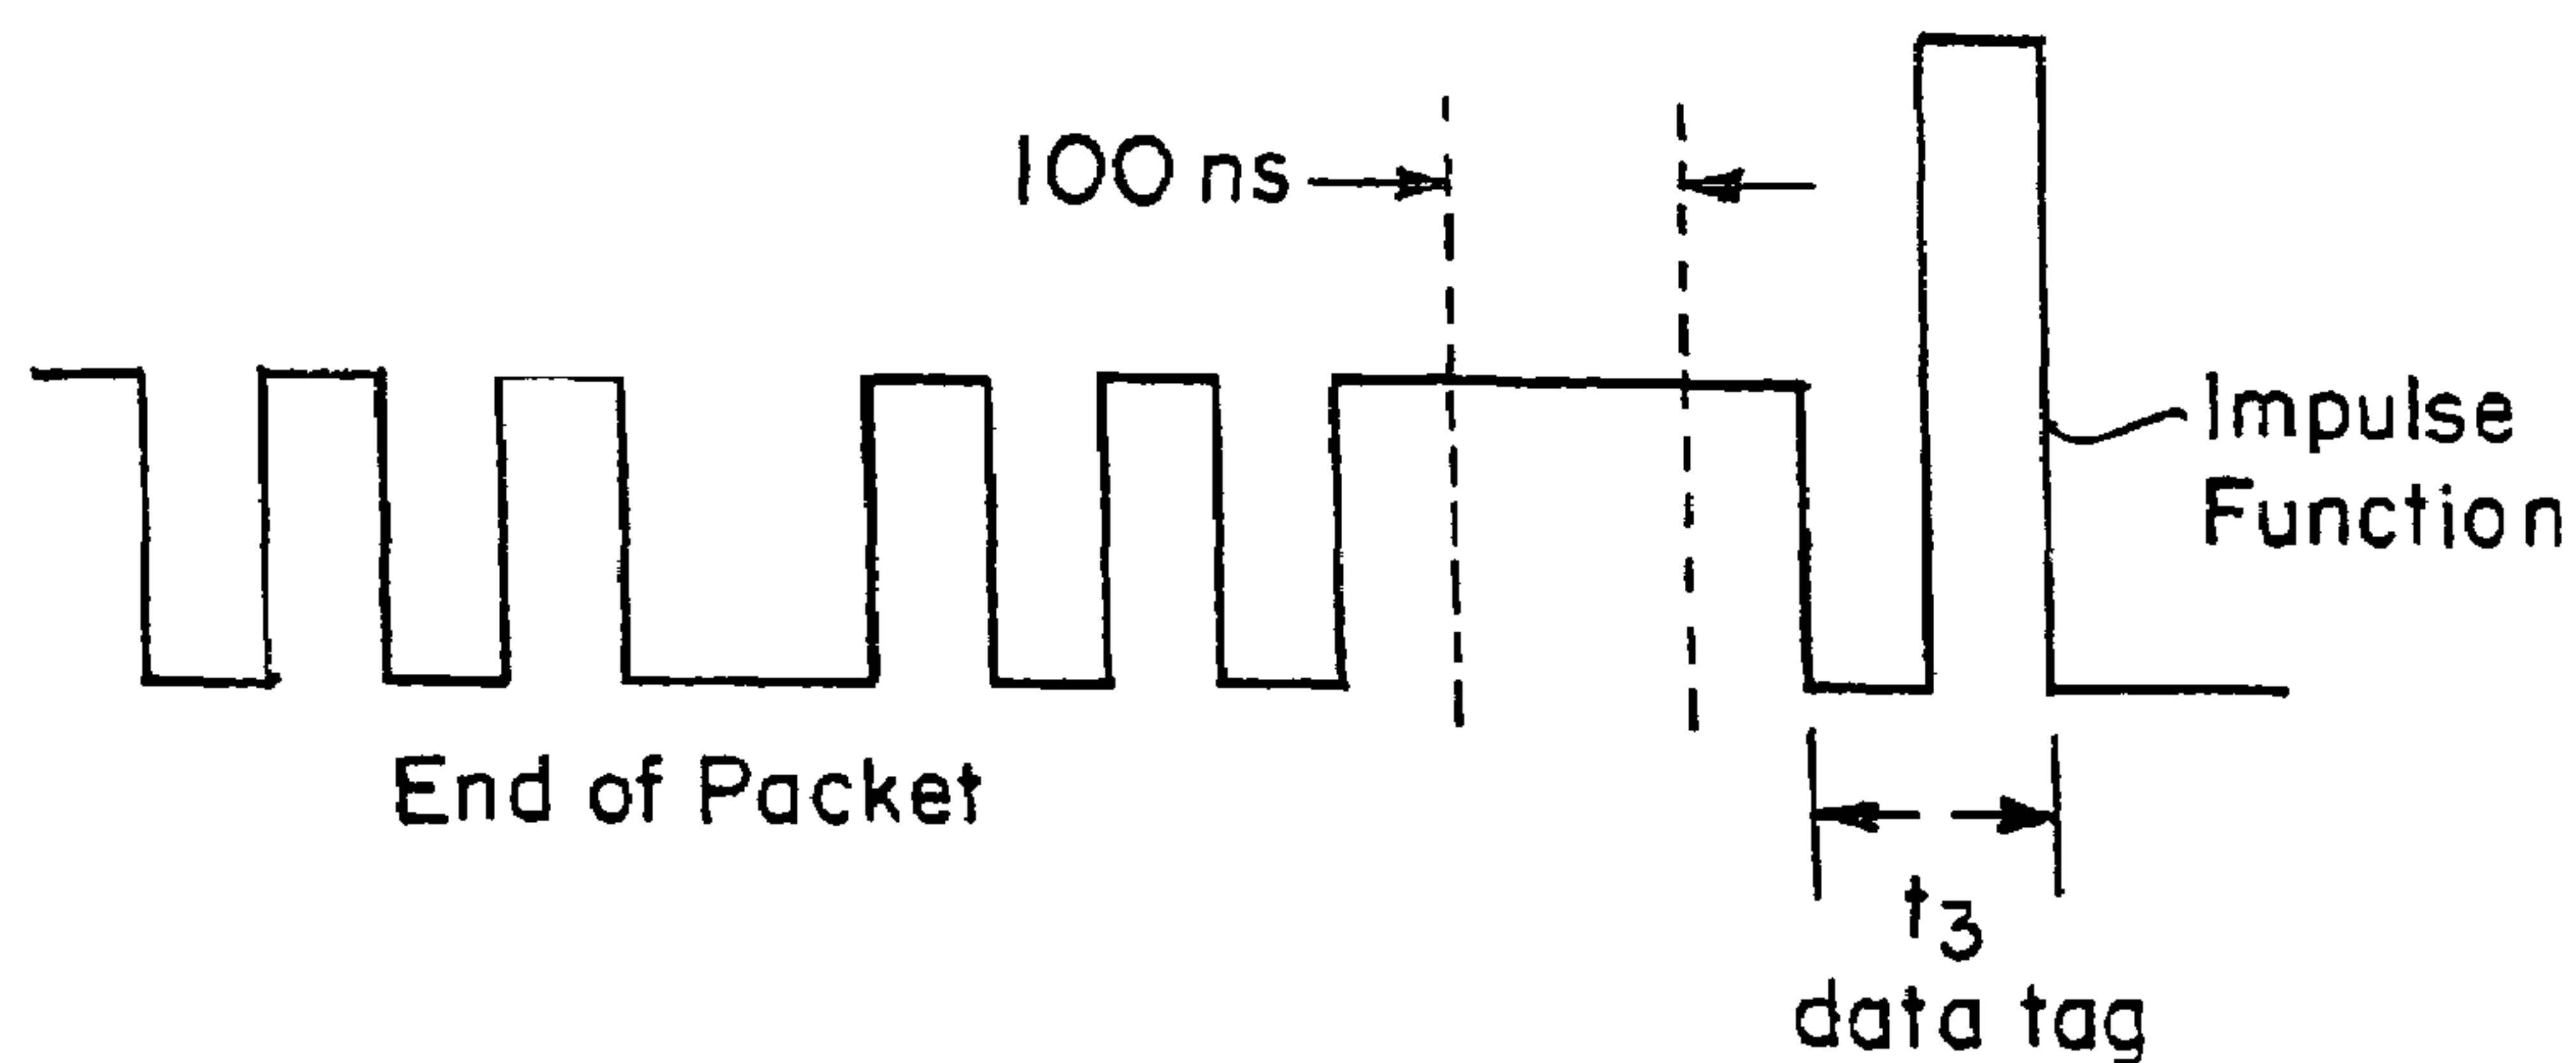 100 ns
Impulse
Function
End of Packet
t3
data tag